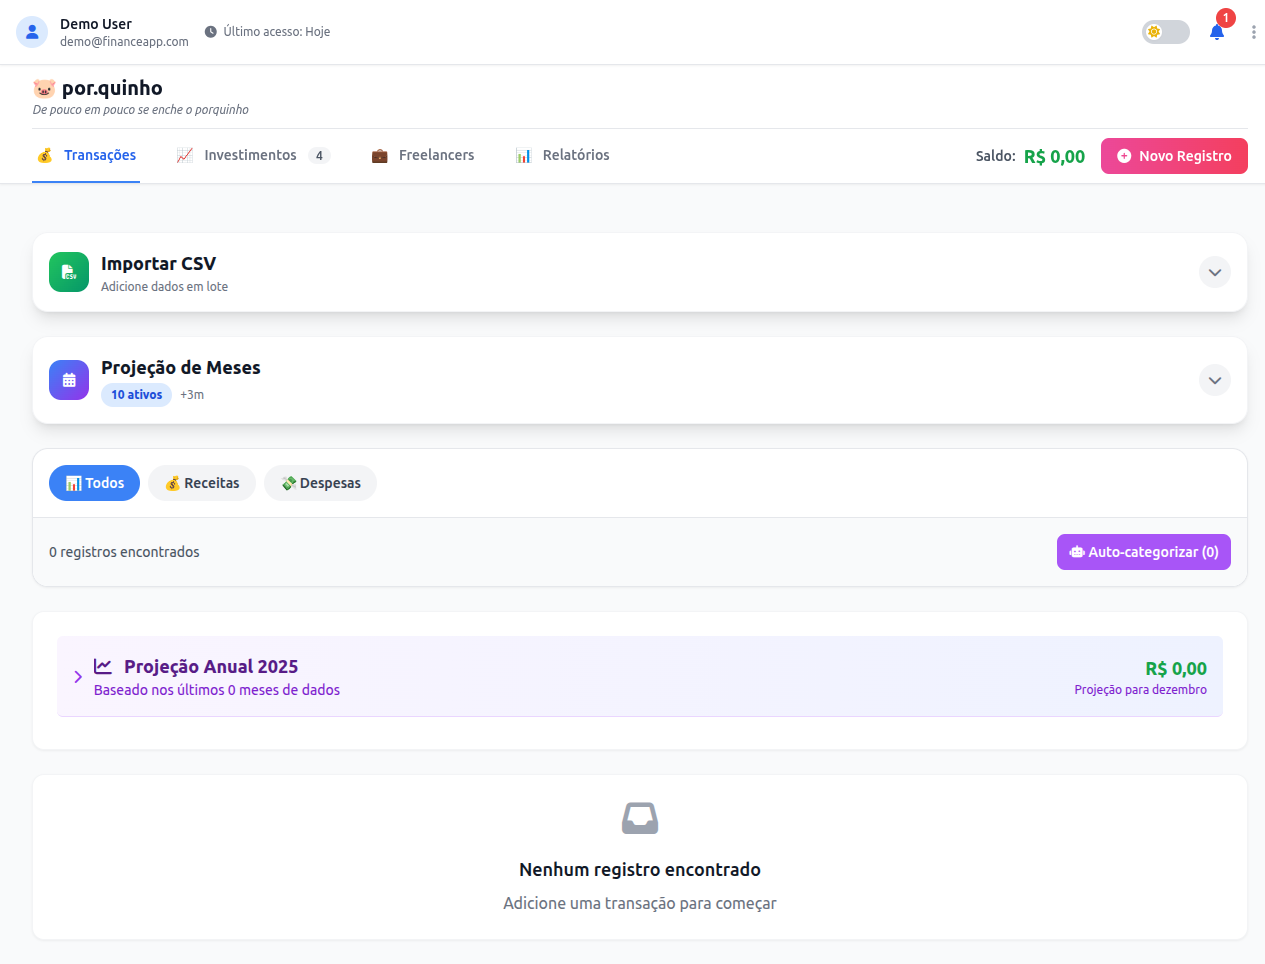 Demo User
demo@financeapp.com
Último acesso: Hoje
1
por.quinho
De pouco em pouco se enche o porquinho
Transações
Investimentos 4
Freelancers
Relatórios
Saldo: R$ 0,00
Novo Registro
Importar CSV
Adicione dados em lote
CSV
Projeção de Meses
10 ativos +3m
Todos
Receitas
Despesas
0 registros encontrados
Auto-categorizar (0)
Projeção Anual 2025
Baseado nos últimos 0 meses de dados
R$ 0,00
Projeção para dezembro
Nenhum registro encontrado
Adicione uma transação para começar